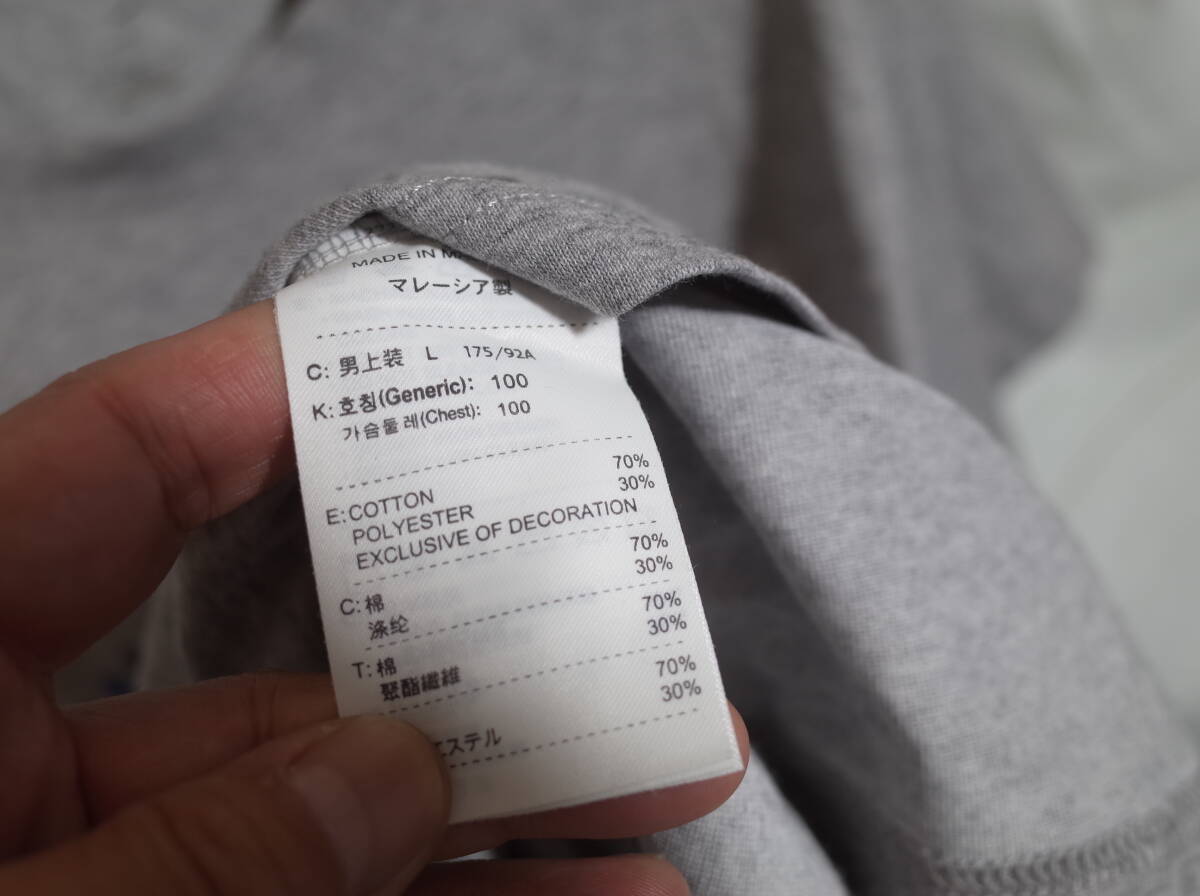 MADE IN
マレーシア製
C: 男上装 L 175/92A
K: 호칭(Generic): 100
가슴둘레(Chest): 100
E: COTTON 70%
POLYESTER 30%
EXCLUSIVE OF DECORATION
C: 棉 70%
涤纶 30%
T: 棉 70%
聚酯纖維 30%
70%
エステル 30%